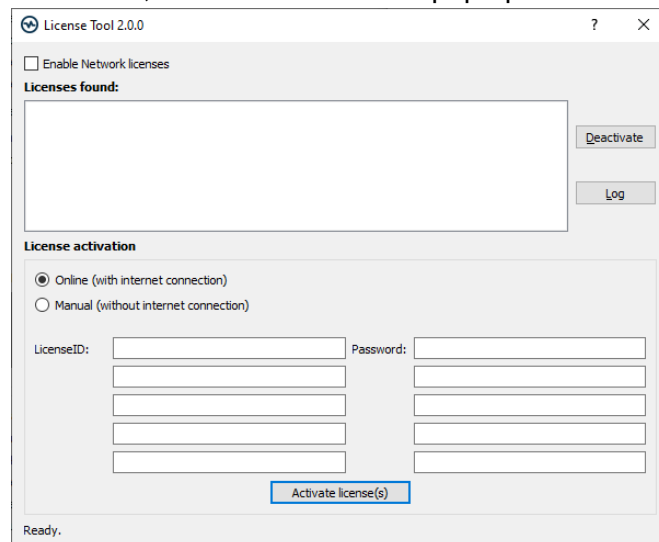 License Tool 2.0.0
Enable Network licenses
Licenses found:
Deactivate
Log
License activation
Online (with internet connection)
Manual (without internet connection)
LicenseID: Password:
Activate license(s)
Ready.